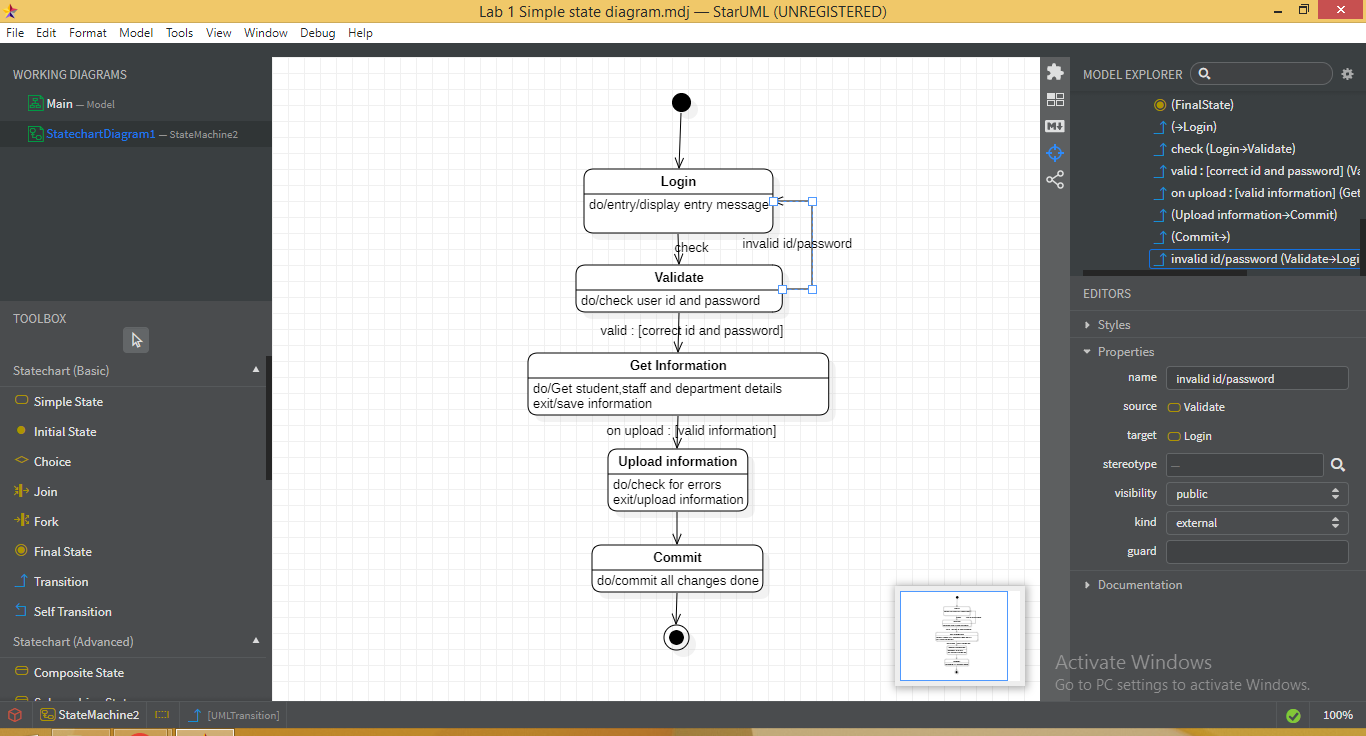 Lab 1 Simple state diagram.mdj — StarUML (UNREGISTERED)
File Edit Format Model Tools View Window Debug Help
WORKING DIAGRAMS
Main — Model
StatechartDiagram1 — StateMachine2
TOOLBOX
Statechart (Basic)
Simple State
Initial State
Choice
Join
Fork
Final State
Transition
Self Transition
Statechart (Advanced)
Composite State
Login
do/entry/display entry message
check
invalid id/password
Validate
do/check user id and password
valid : [correct id and password]
Get Information
do/Get student,staff and department details
exit/save information
on upload : [valid information]
Upload information
do/check for errors
exit/upload information
Commit
do/commit all changes done
MODEL EXPLORER
(FinalState)
(→Login)
check (Login→Validate)
valid : [correct id and password] (Va
on upload : [valid information] (Get
(Upload information→Commit)
(Commit→)
invalid id/password (Validate→Logi
EDITORS
Styles
Properties
name invalid id/password
source Validate
target Login
stereotype —
visibility public
kind external
guard
Documentation
Activate Windows
Go to PC settings to activate Windows.
StateMachine2 [UMLTransition] 100%